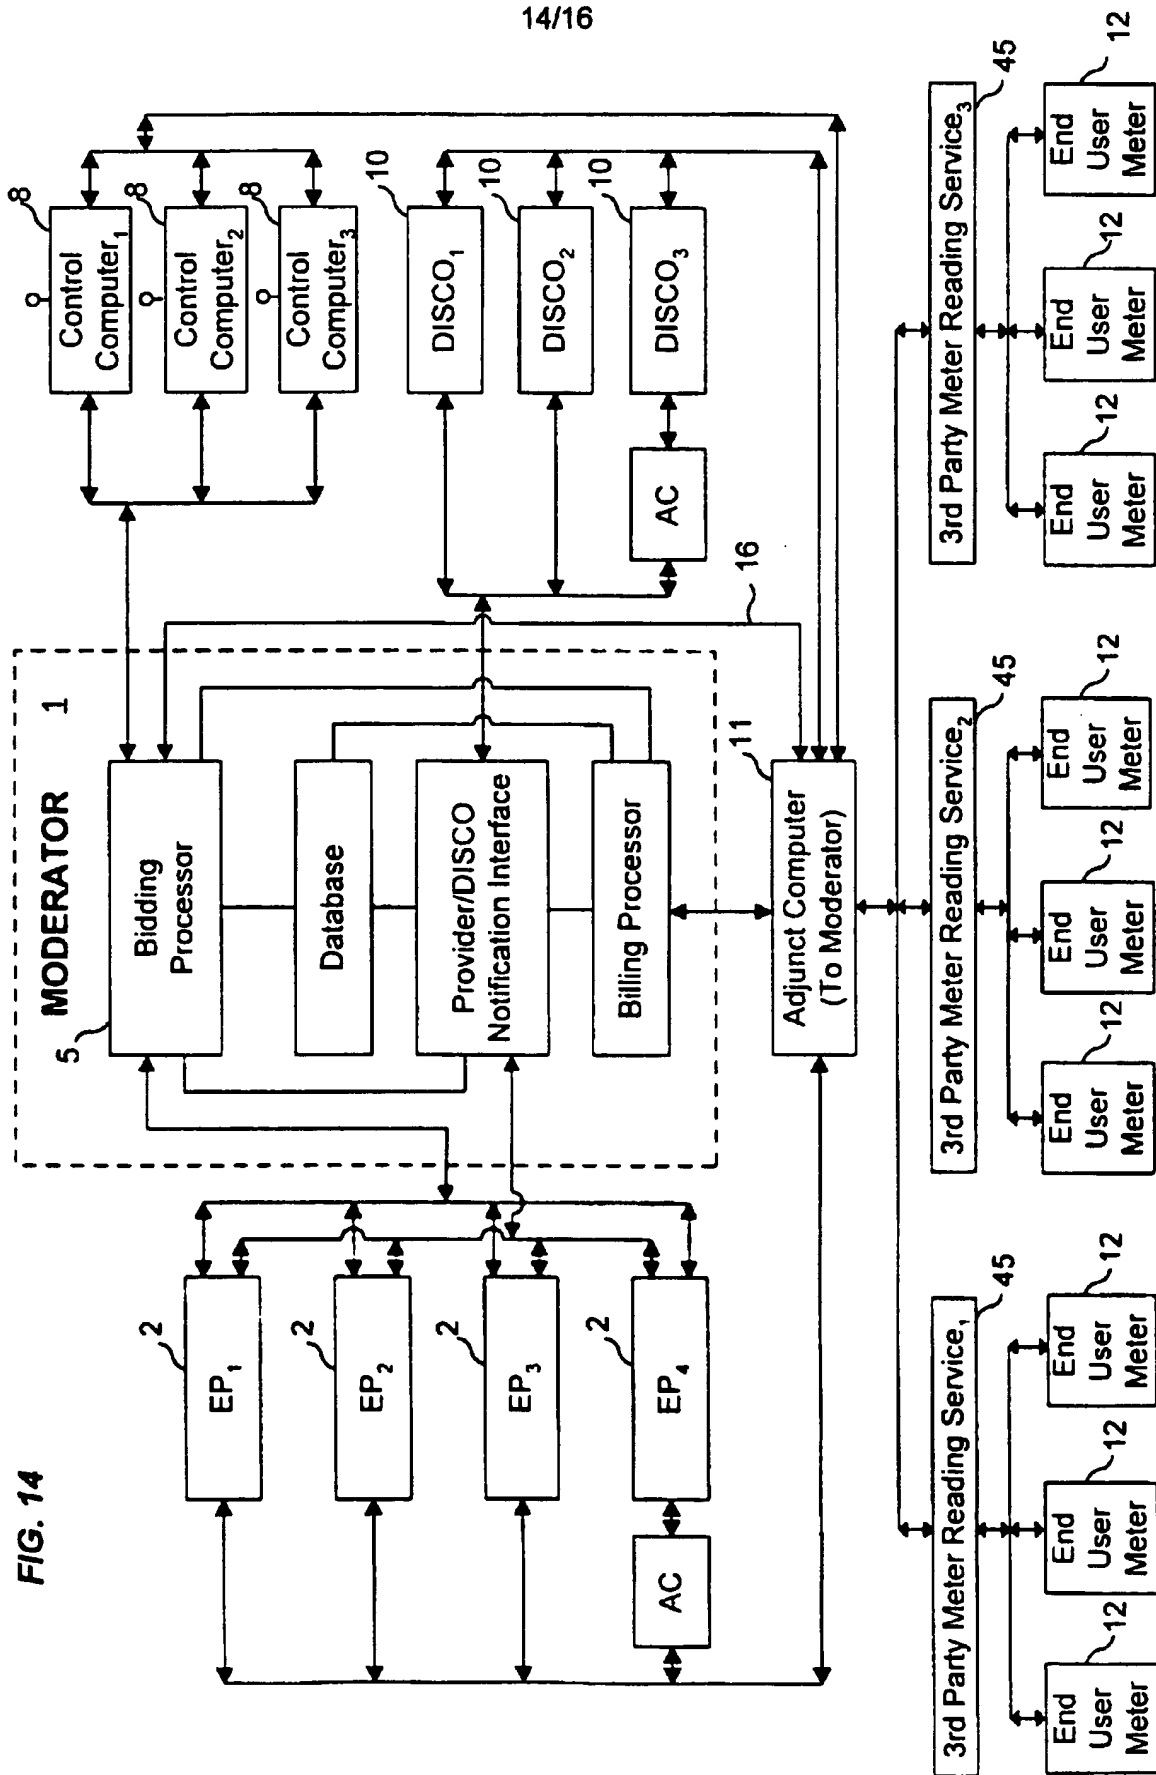 14/16
FIG. 14
MODERATOR 1
5
Bidding
Processor
Database
Provider/DISCO
Notification Interface
Billing Processor
2
EP1
2
EP2
2
EP3
2
EP4
AC
8
Control
Computer1
8
Control
Computer2
8
Control
Computer3
10
DISCO1
10
DISCO2
10
DISCO3
AC
16
11
Adjunct Computer
(To Moderator)
45
3rd Party Meter Reading Service1
12
End
User
Meter
12
End
User
Meter
12
End
User
Meter
45
3rd Party Meter Reading Service2
12
End
User
Meter
12
End
User
Meter
12
End
User
Meter
45
3rd Party Meter Reading Service3
12
End
User
Meter
12
End
User
Meter
12
End
User
Meter